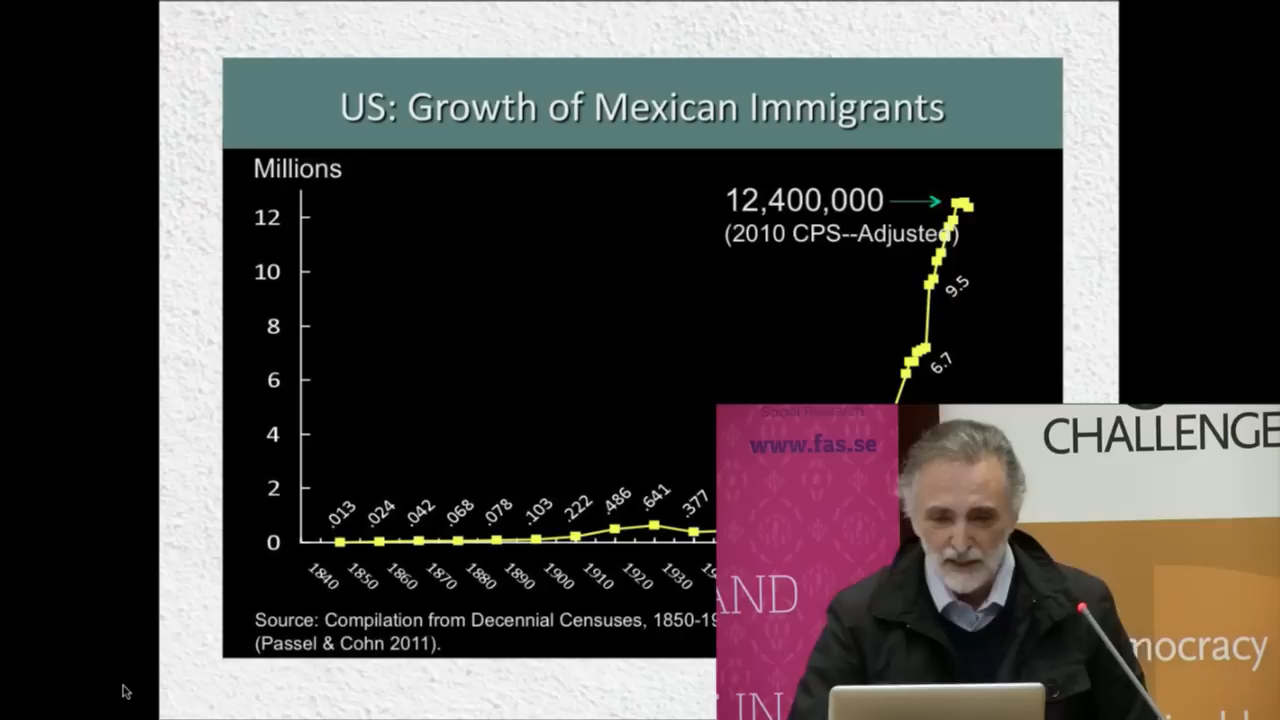 US: Growth of Mexican Immigrants
Millions
12,400,000
(2010 CPS--Adjusted)
12
10
8
6
4
2
0
9.5
6.7
.013 .024 .042 .068 .078 .103 .222 .486 .641 .377
1840 1850 1860 1870 1880 1890 1900 1910 1920 1930
Source: Compilation from Decennial Censuses, 1850-19
(Passel & Cohn 2011).
Social Research
www.fas.se
AND
IN
CHALLENGE
mocracy